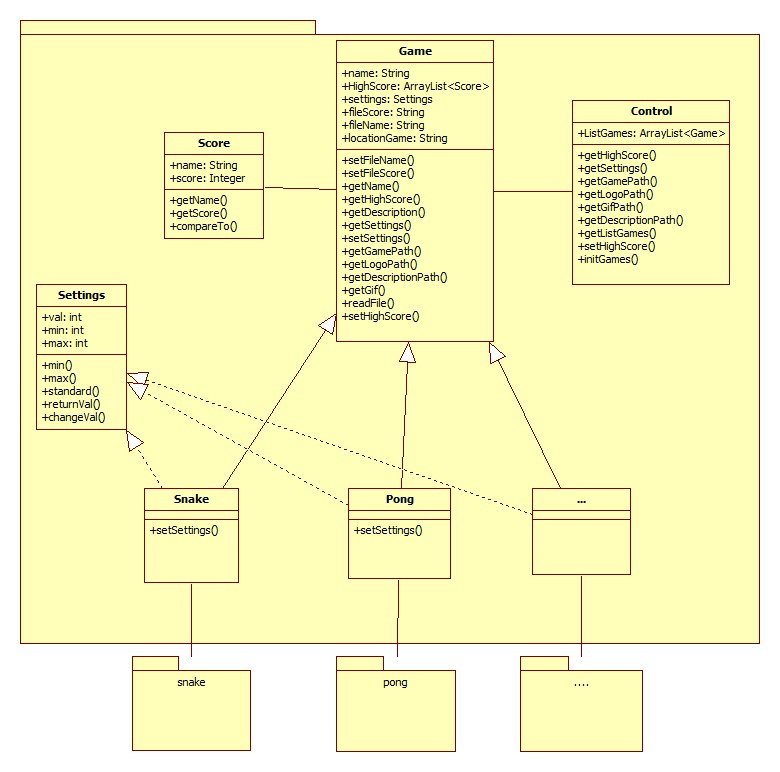 Game
+name: String
+HighScore: ArrayList<Score>
+settings: Settings
+fileScore: String
+fileName: String
+locationGame: String
+setFileName()
+setFileScore()
+getName()
+getHighScore()
+getDescription()
+getSettings()
+setSettings()
+getGamePath()
+getLogoPath()
+getDescriptionPath()
+getGif()
+readFile()
+setHighScore()
Control
+ListGames: ArrayList<Game>
+getHighScore()
+getSettings()
+getGamePath()
+getLogoPath()
+getGifPath()
+getDescriptionPath()
+getListGames()
+setHighScore()
+initGames()
Score
+name: String
+score: Integer
+getName()
+getScore()
+compareTo()
Settings
+val: int
+min: int
+max: int
+min()
+max()
+standard()
+returnVal()
+changeVal()
Snake
+setSettings()
Pong
+setSettings()
...
snake
pong
....